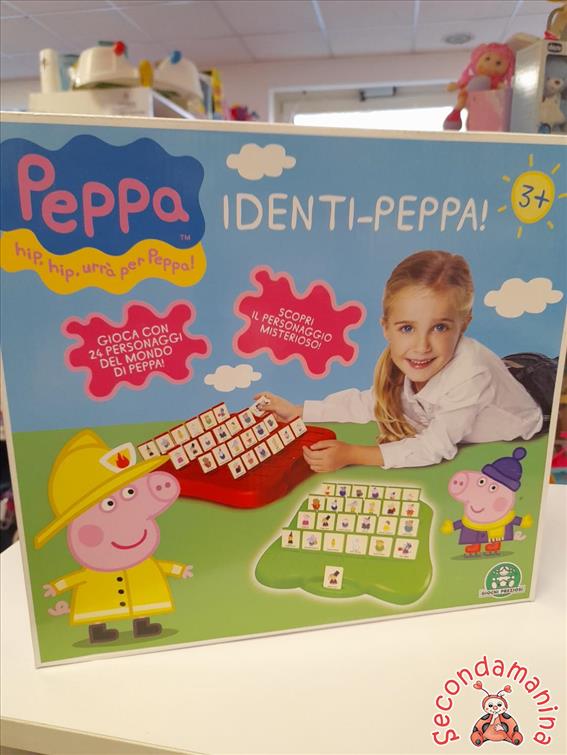 Peppa
TM
hip, hip, urrà per Peppa!
IDENTI-PEPPA!
3+
GIOCA CON
24 PERSONAGGI
DEL MONDO
DI PEPPA!
SCOPRI
IL PERSONAGGIO
MISTERIOSO!
GIOCHI PREZIOSI
Secondamanina
chicco